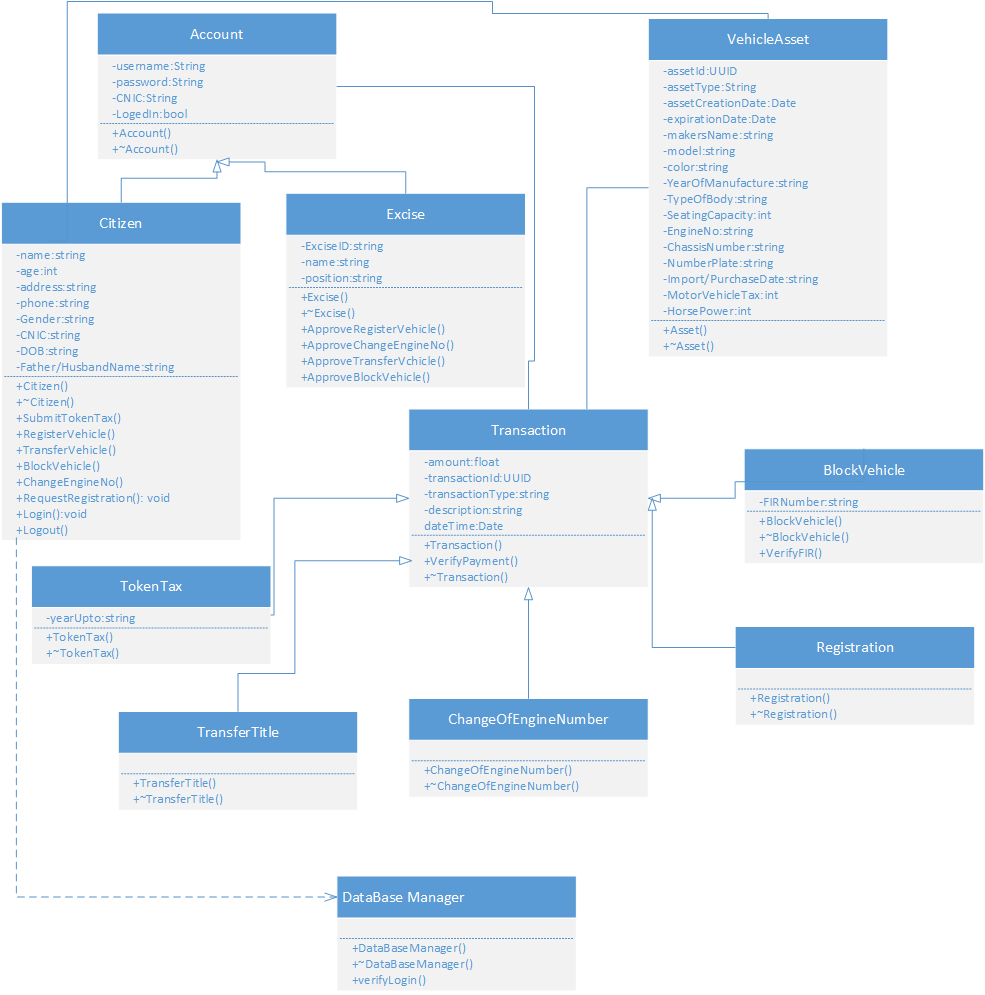 Account
-username:String
-password:String
-CNIC:String
-LogedIn:bool
+Account()
+~Account()
VehicleAsset
-assetId:UUID
-assetType:String
-assetCreationDate:Date
-expirationDate:Date
-makersName:string
-model:string
-color:string
-YearOfManufacture:string
-TypeOfBody:string
-SeatingCapacity:int
-EngineNo:string
-ChassisNumber:string
-NumberPlate:string
-Import/PurchaseDate:string
-MotorVehicleTax:int
-HorsePower:int
+Asset()
+~Asset()
Citizen
-name:string
-age:int
-address:string
-phone:string
-Gender:string
-CNIC:string
-DOB:string
-Father/HusbandName:string
+Citizen()
+~Citizen()
+SubmitTokenTax()
+RegisterVehicle()
+TransferVehicle()
+BlockVehicle()
+ChangeEngineNo()
+RequestRegistration(): void
+Login():void
+Logout()
Excise
-ExciseID:string
-name:string
-position:string
+Excise()
+~Excise()
+ApproveRegisterVehicle()
+ApproveChangeEngineNo()
+ApproveTransferVehicle()
+ApproveBlockVehicle()
Transaction
-amount:float
-transactionId:UUID
-transactionType:string
-description:string
dateTime:Date
+Transaction()
+VerifyPayment()
+~Transaction()
BlockVehicle
-FIRNumber:string
+BlockVehicle()
+~BlockVehicle()
+VerifyFIR()
TokenTax
-yearUpto:string
+TokenTax()
+~TokenTax()
Registration
+Registration()
+~Registration()
TransferTitle
+TransferTitle()
+~TransferTitle()
ChangeOfEngineNumber
+ChangeOfEngineNumber()
+~ChangeOfEngineNumber()
DataBase Manager
+DataBaseManager()
+~DataBaseManager()
+verifyLogin()